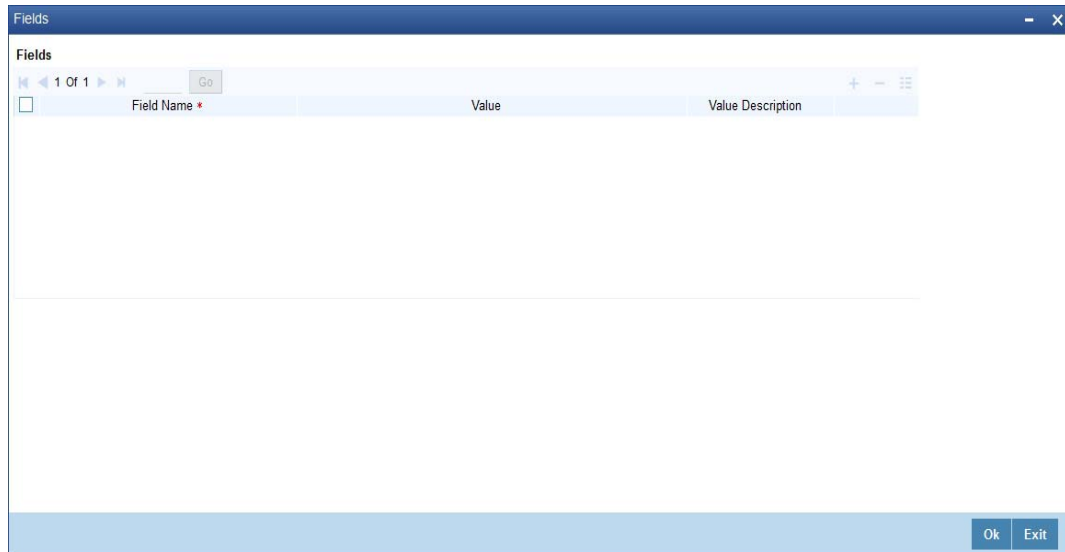 Fields
Fields
1 Of 1 Go
Field Name * Value Value Description
Ok Exit